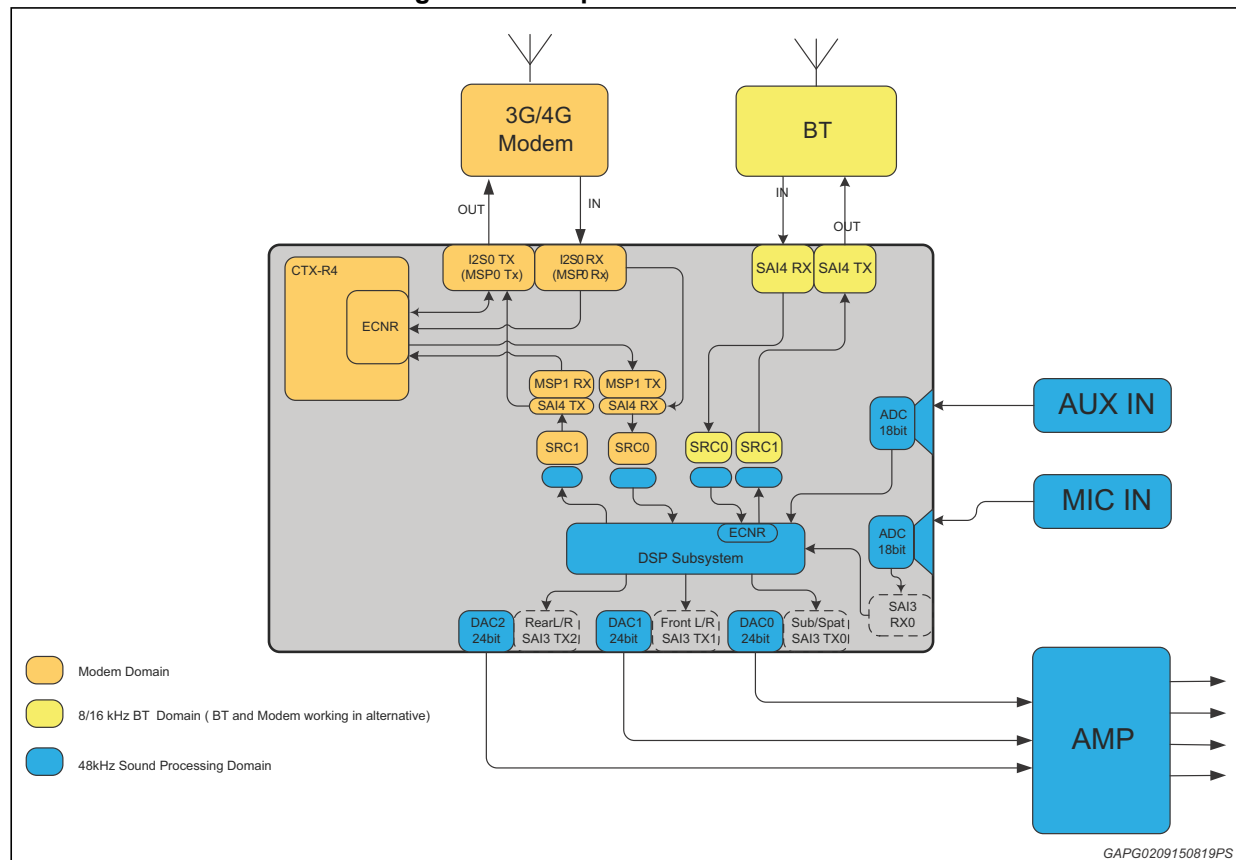 3G/4G
Modem
BT
OUT
IN
IN
OUT
CTX-R4
ECNR
I2S0 TX
(MSP0 Tx)
I2S0 RX
(MSP0 Rx)
SAI4 RX
SAI4 TX
MSP1 RX
SAI4 TX
MSP1 TX
SAI4 RX
SRC1
SRC0
SRC0
SRC1
ADC
18bit
AUX IN
MIC IN
ADC
18bit
ECNR
DSP Subsystem
SAI3
RX0
DAC2
24bit
RearL/R
SAI3 TX2
DAC1
24bit
Front L/R
SAI3 TX1
DAC0
24bit
Sub/Spat
SAI3 TX0
AMP
Modem Domain
8/16 kHz BT Domain ( BT and Modem working in alternative)
48kHz Sound Processing Domain
GAPG0209150819PS